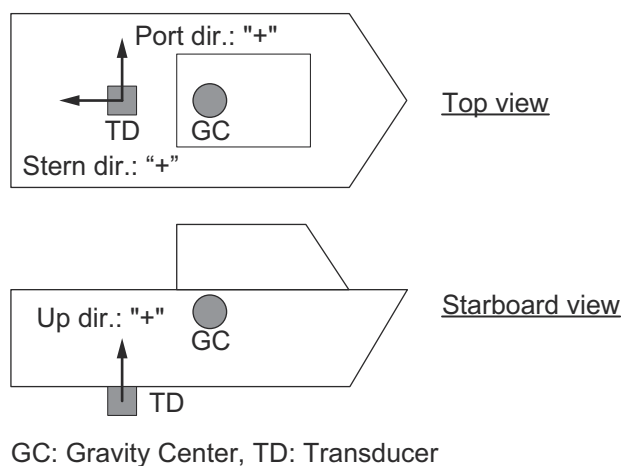 Port dir.: "+"
TD
GC
Top view
Stern dir.: “+”
Up dir.: "+"
GC
Starboard view
TD
GC: Gravity Center, TD: Transducer